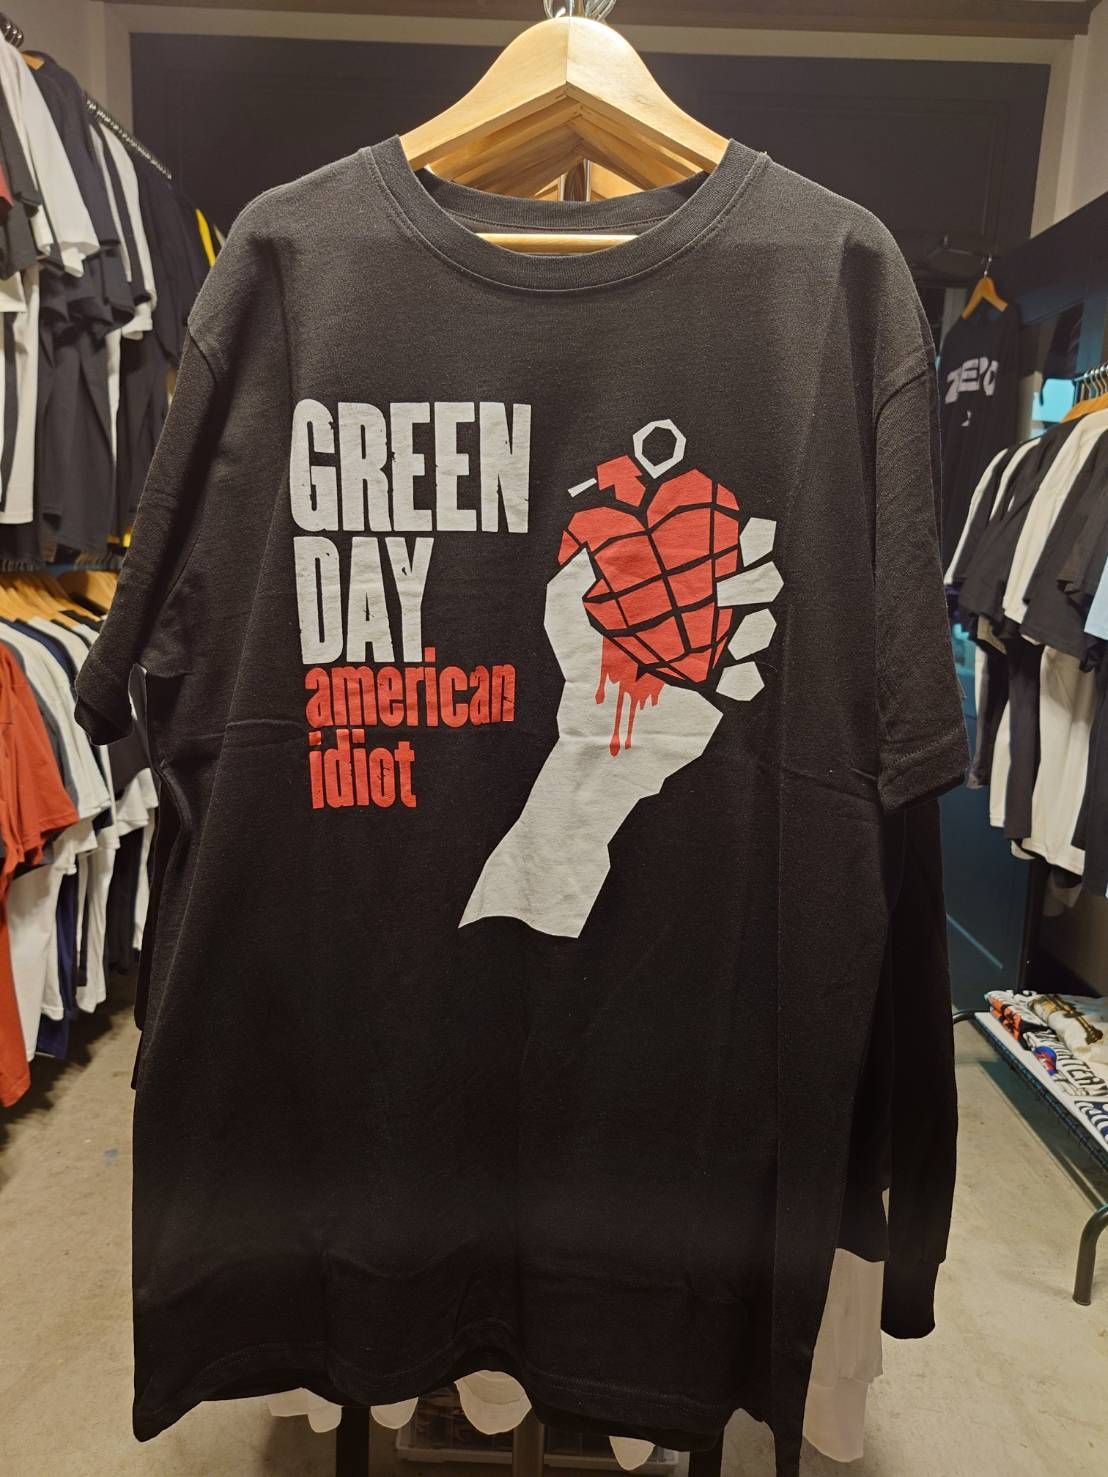 GREEN
DAY
american
idiot